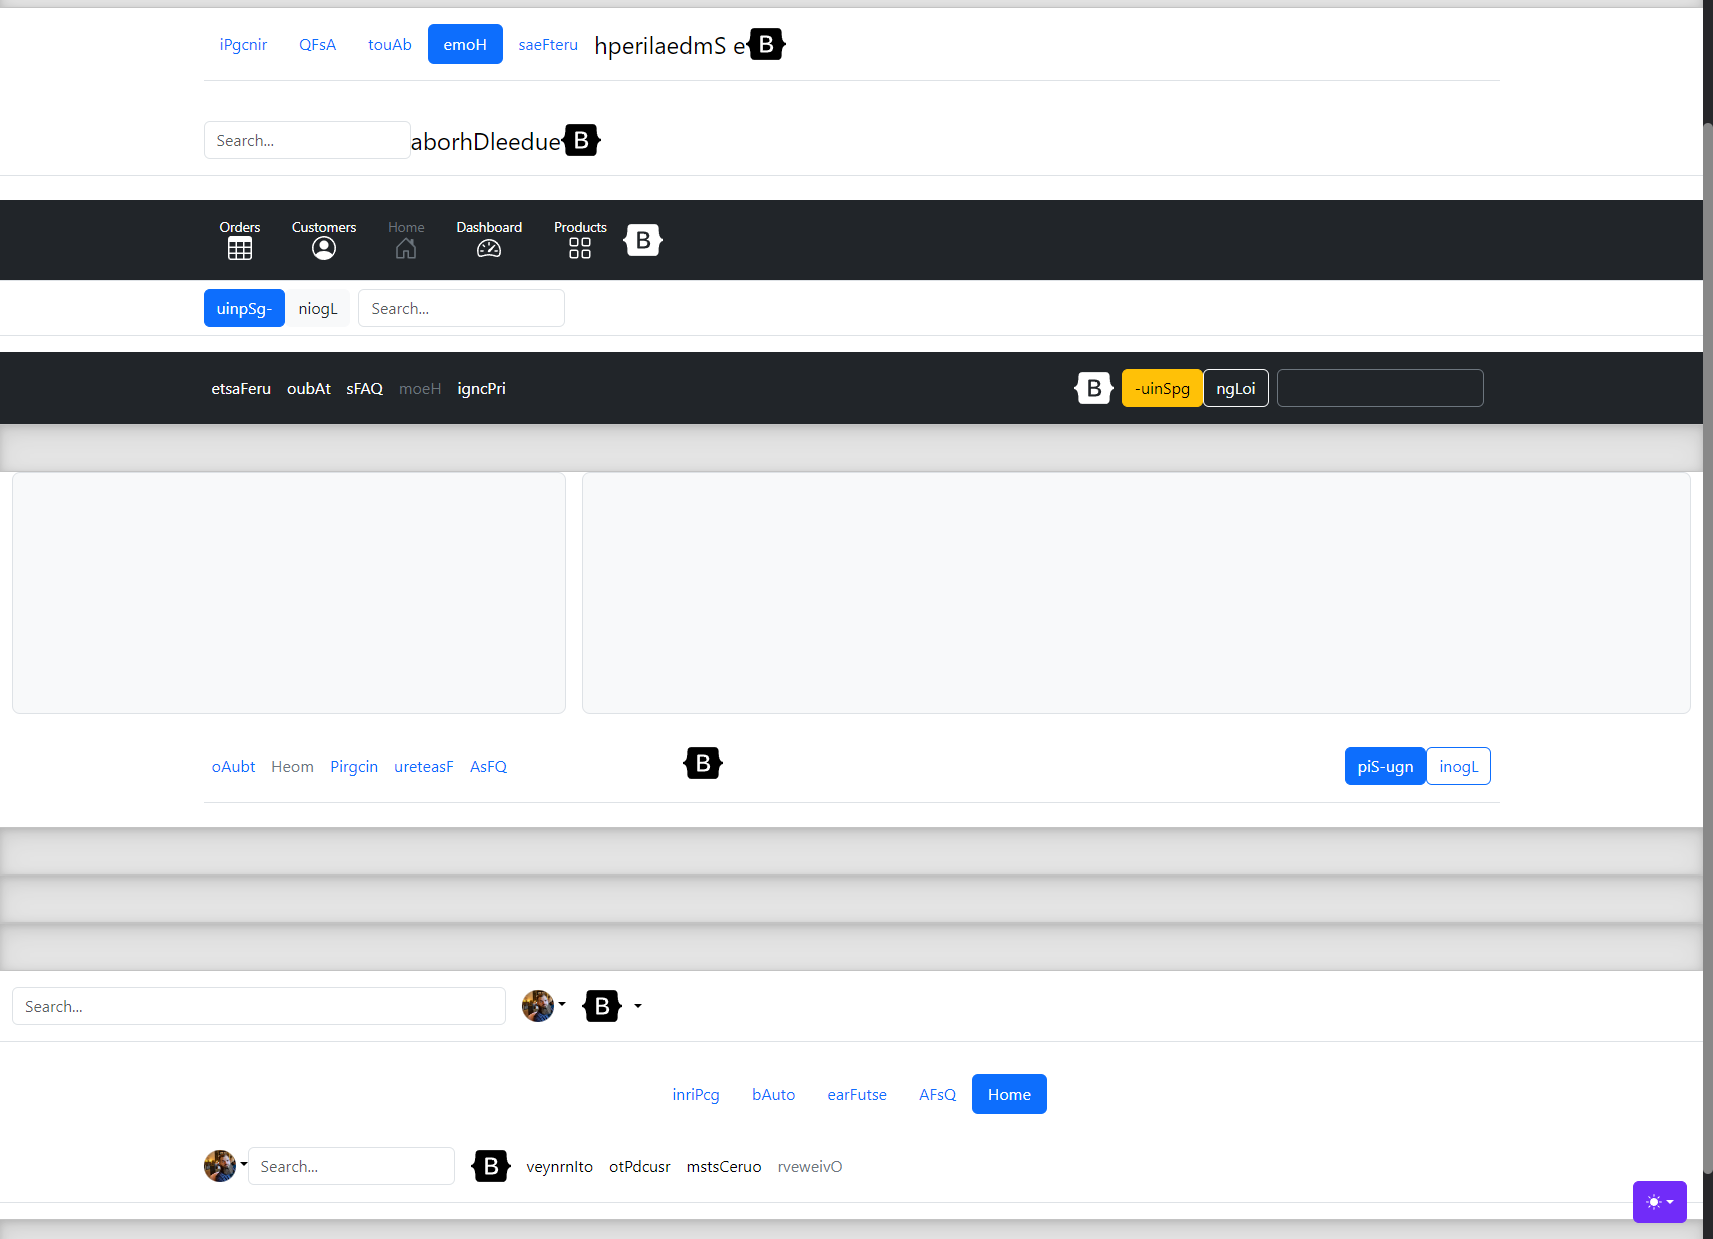 iPgcnir QFsA touAb emoH saeFteru hperilaedmS e B
Search... aborhDleedue B
Orders Customers Home Dashboard Products B
uinpSg- niogL Search...
etsaFeru oubAt sFAQ moeH igncPri B -uinSpg ngLoi
oAubt Heom Pirgcin ureteasF AsFQ B piS-ugn inogL
Search... B
inriPcg bAuto earFutse AFsQ Home
Search... B veynrnIto otPdcusr mstsCeruo rveweivO